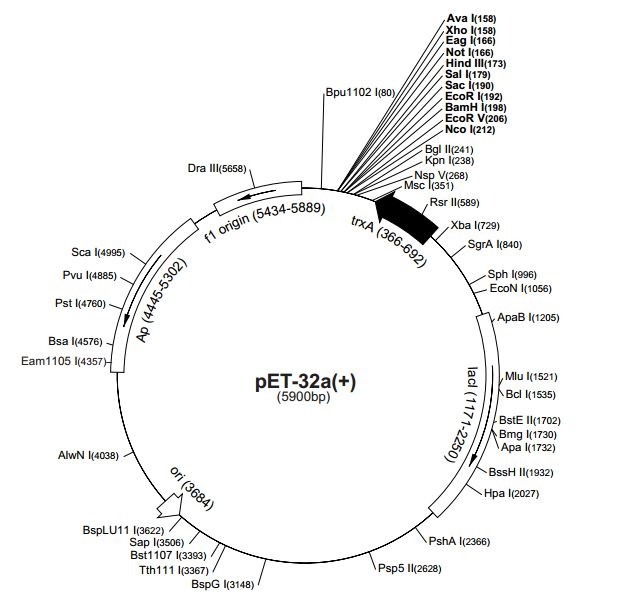 Ava I(158)
Xho I(158)
Eag I(166)
Not I(166)
Hind III(173)
Sal I(179)
Sac I(190)
EcoR I(192)
BamH I(198)
EcoR V(206)
Nco I(212)
Bpu1102 I(80)
Bgl II(241)
Kpn I(238)
Nsp V(268)
Msc I(351)
Rsr II(589)
Xba I(729)
SgrA I(840)
Sph I(996)
EcoN I(1056)
ApaB I(1205)
Mlu I(1521)
Bcl I(1535)
BstE II(1702)
Bmg I(1730)
Apa I(1732)
BssH II(1932)
Hpa I(2027)
PshA I(2366)
Psp5 II(2628)
BspG I(3148)
Tth111 I(3367)
Bst1107 I(3393)
Sap I(3506)
BspLU11 I(3622)
AlwN I(4038)
Eam1105 I(4357)
Bsa I(4576)
Pst I(4760)
Pvu I(4885)
Sca I(4995)
Dra III(5658)
f1 origin (5434-5889)
trxA (366-692)
lacI (1171-2250)
ori (3684)
Ap (4445-5302)
pET-32a(+)
(5900bp)